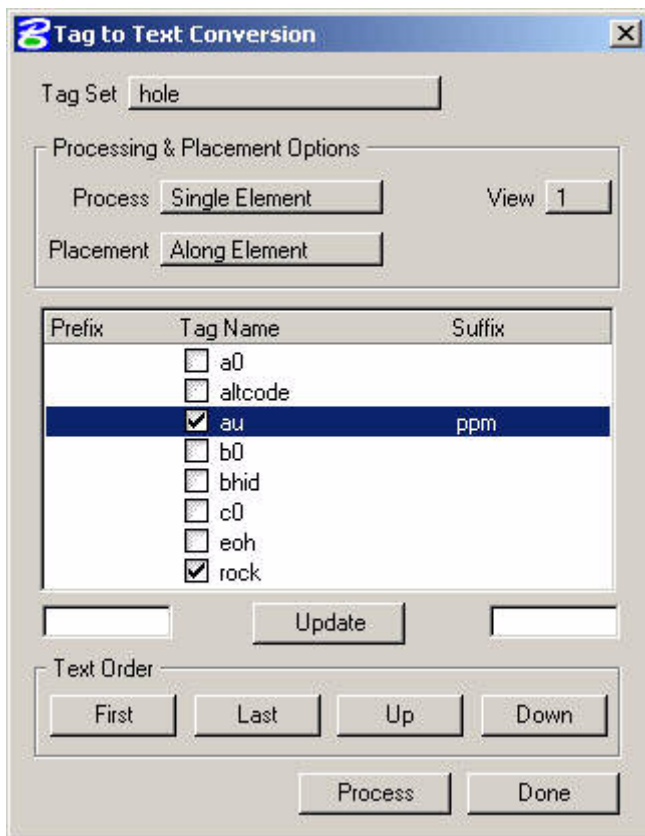 Tag to Text Conversion
Tag Set hole
Processing & Placement Options
Process Single Element View 1
Placement Along Element
Prefix Tag Name Suffix
a0
altcode
au ppm
b0
bhid
c0
eoh
rock
Update
Text Order
First Last Up Down
Process Done